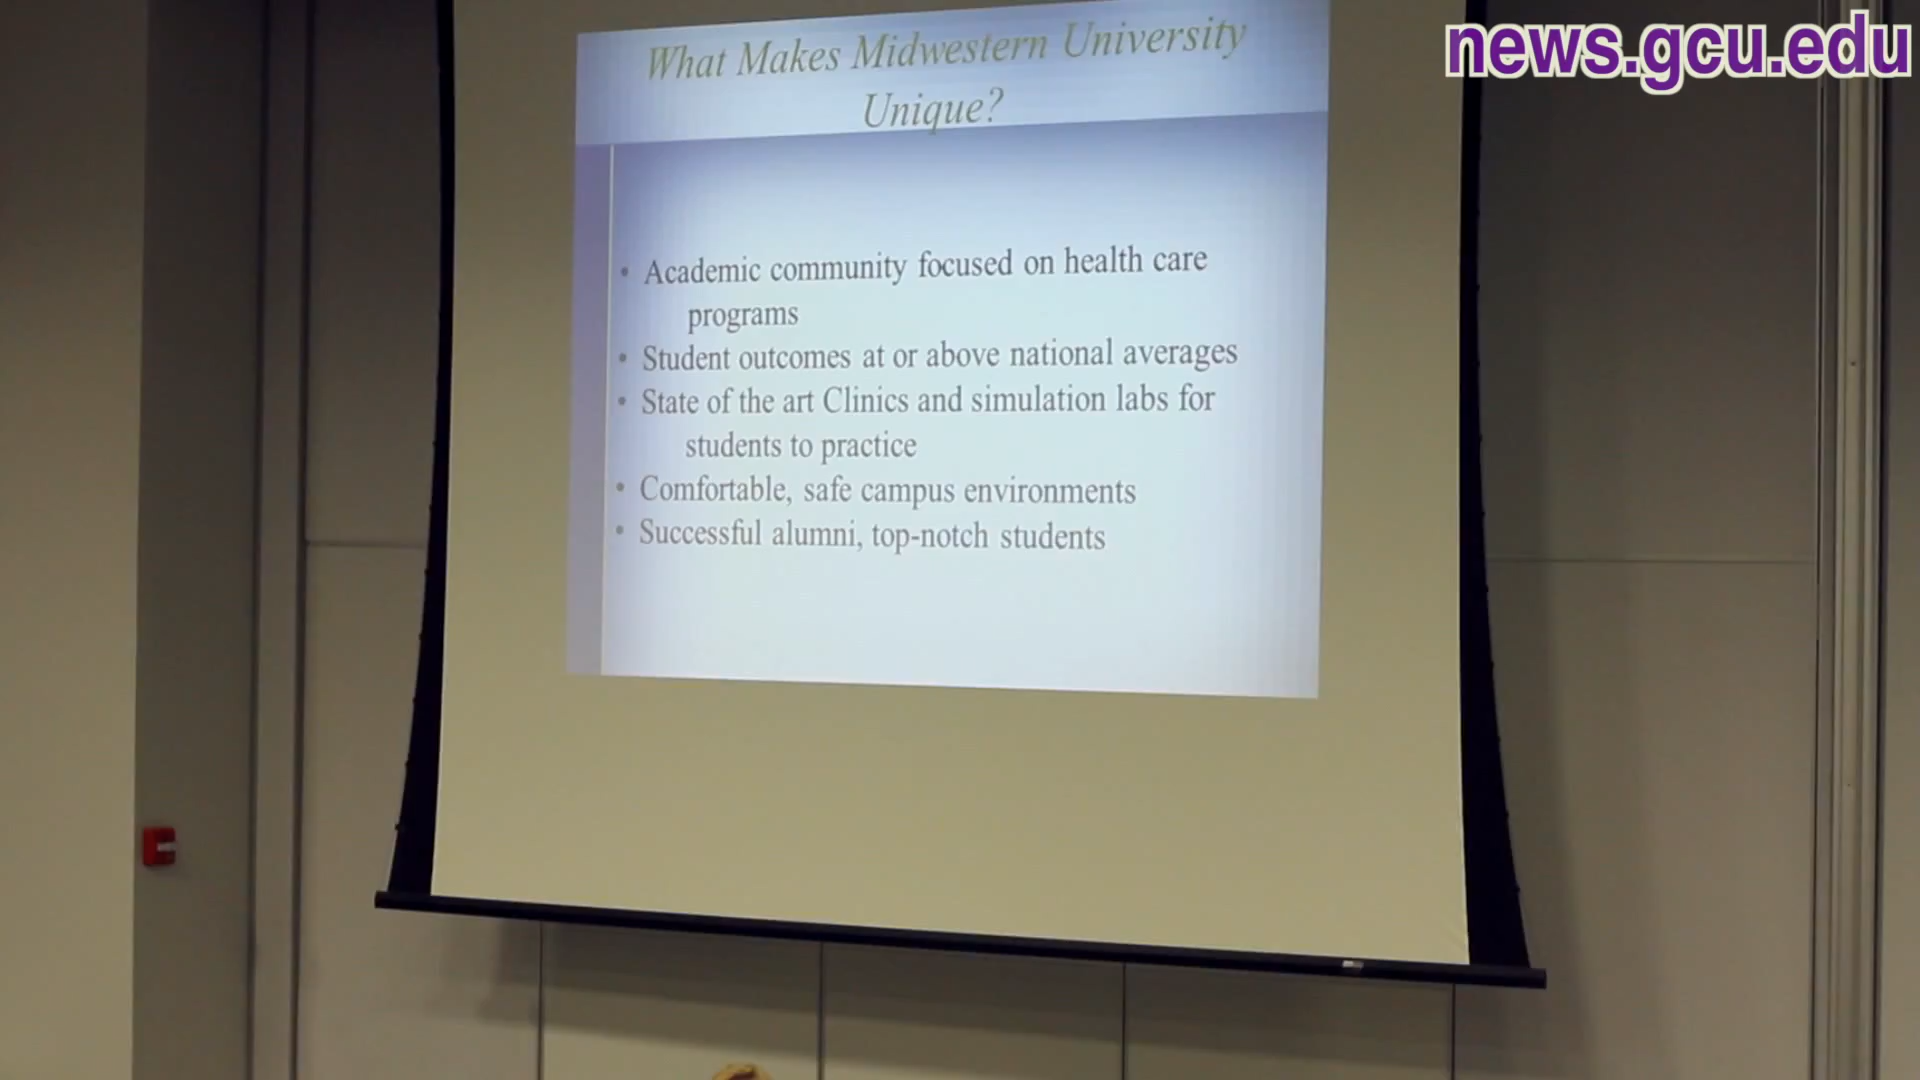 news.gcu.edu
What Makes Midwestern University
Unique?
• Academic community focused on health care
programs
• Student outcomes at or above national averages
• State of the art Clinics and simulation labs for
students to practice
• Comfortable, safe campus environments
• Successful alumni, top-notch students